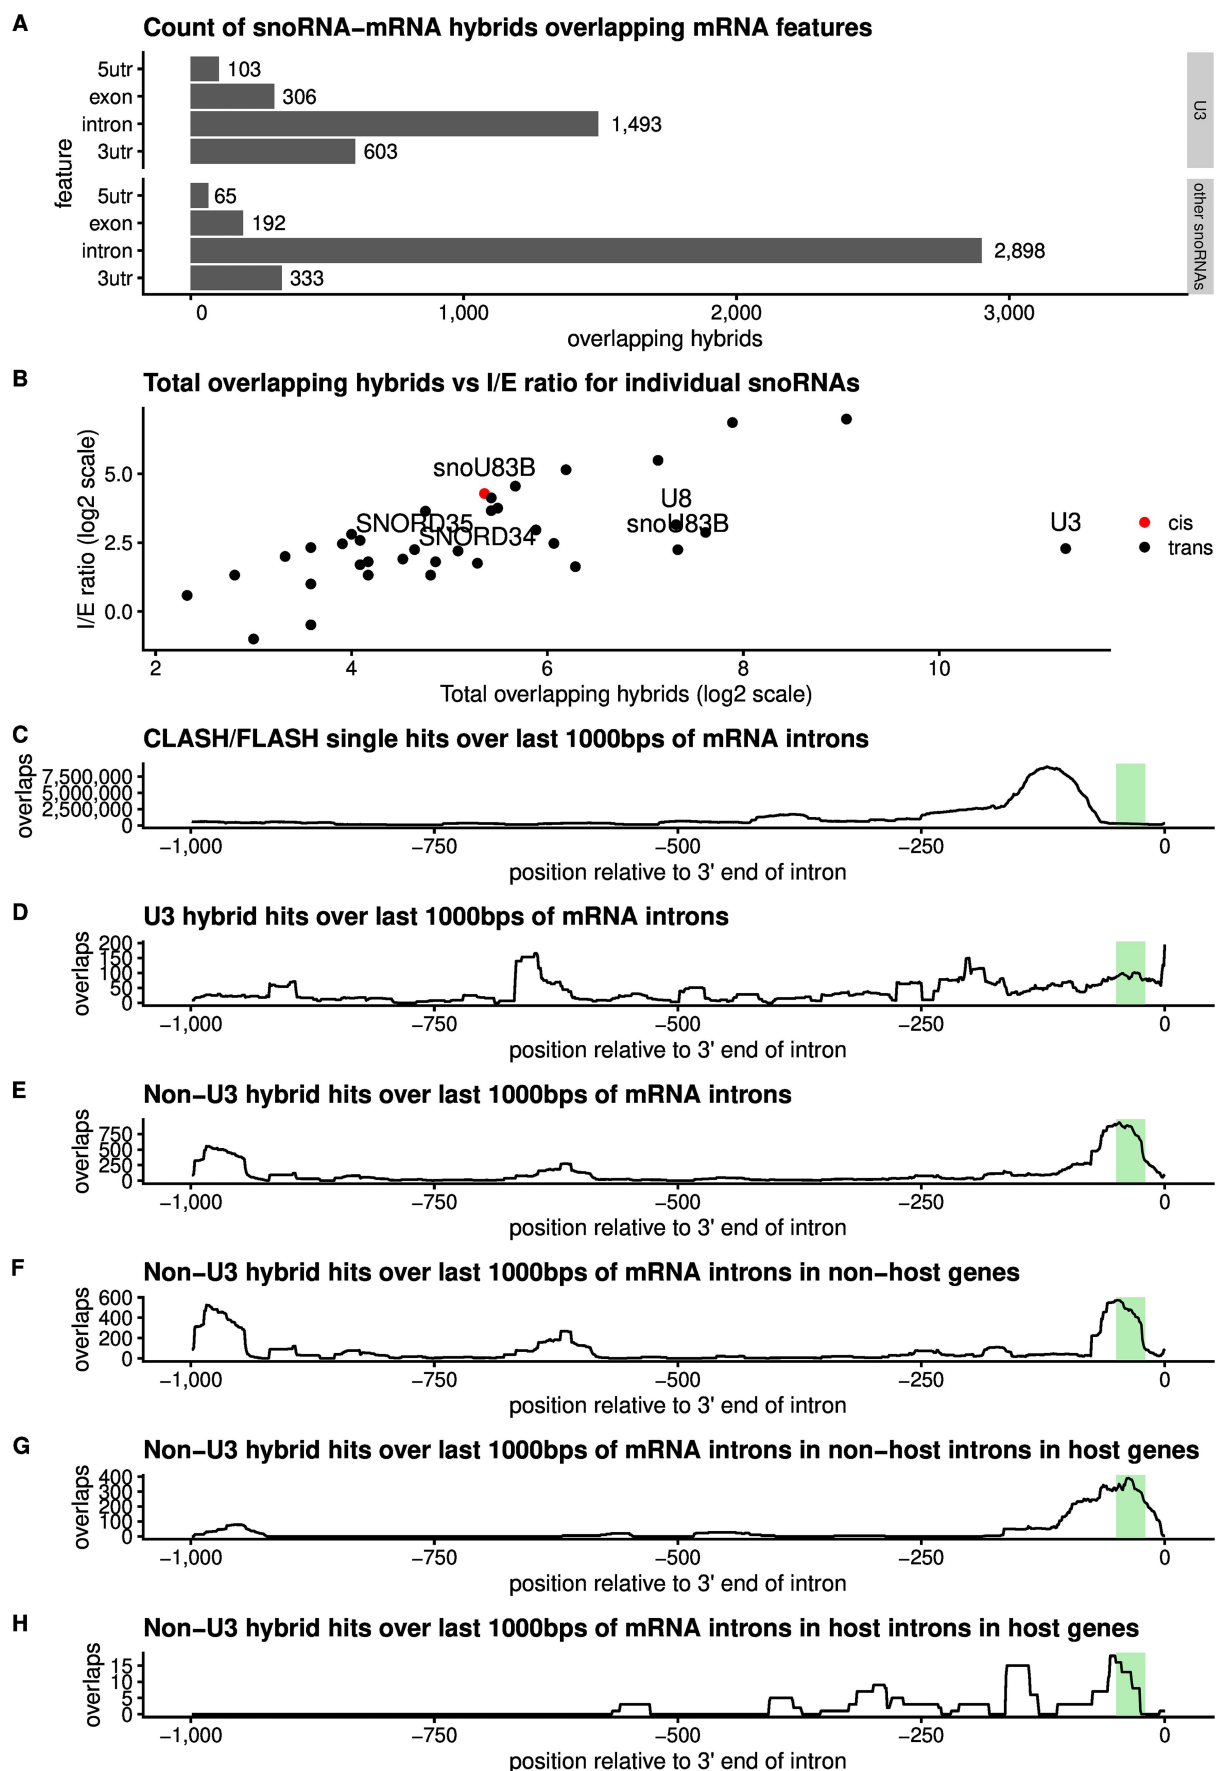 A
Count of snoRNA−mRNA hybrids overlapping mRNA features
feature
5utr
103
exon
306
intron
1,493
3utr
603
U3
5utr
65
exon
192
intron
2,898
3utr
333
other snoRNAs
0
1,000
2,000
3,000
overlapping hybrids
B
Total overlapping hybrids vs I/E ratio for individual snoRNAs
I/E ratio (log2 scale)
5.0
2.5
0.0
snoU83B
SNORD35
SNORD34
U8
snoU83B
U3
cis
trans
2
4
6
8
10
Total overlapping hybrids (log2 scale)
C
CLASH/FLASH single hits over last 1000bps of mRNA introns
overlaps
7,500,000
5,000,000
2,500,000
0
−1,000
−750
−500
−250
0
position relative to 3' end of intron
D
U3 hybrid hits over last 1000bps of mRNA introns
overlaps
200
150
100
50
0
−1,000
−750
−500
−250
0
position relative to 3' end of intron
E
Non−U3 hybrid hits over last 1000bps of mRNA introns
overlaps
750
500
250
0
−1,000
−750
−500
−250
0
position relative to 3' end of intron
F
Non−U3 hybrid hits over last 1000bps of mRNA introns in non−host genes
overlaps
600
400
200
0
−1,000
−750
−500
−250
0
position relative to 3' end of intron
G
Non−U3 hybrid hits over last 1000bps of mRNA introns in non−host introns in host genes
overlaps
400
300
200
100
0
−1,000
−750
−500
−250
0
position relative to 3' end of intron
H
Non−U3 hybrid hits over last 1000bps of mRNA introns in host introns in host genes
overlaps
15
10
5
0
−1,000
−750
−500
−250
0
position relative to 3' end of intron